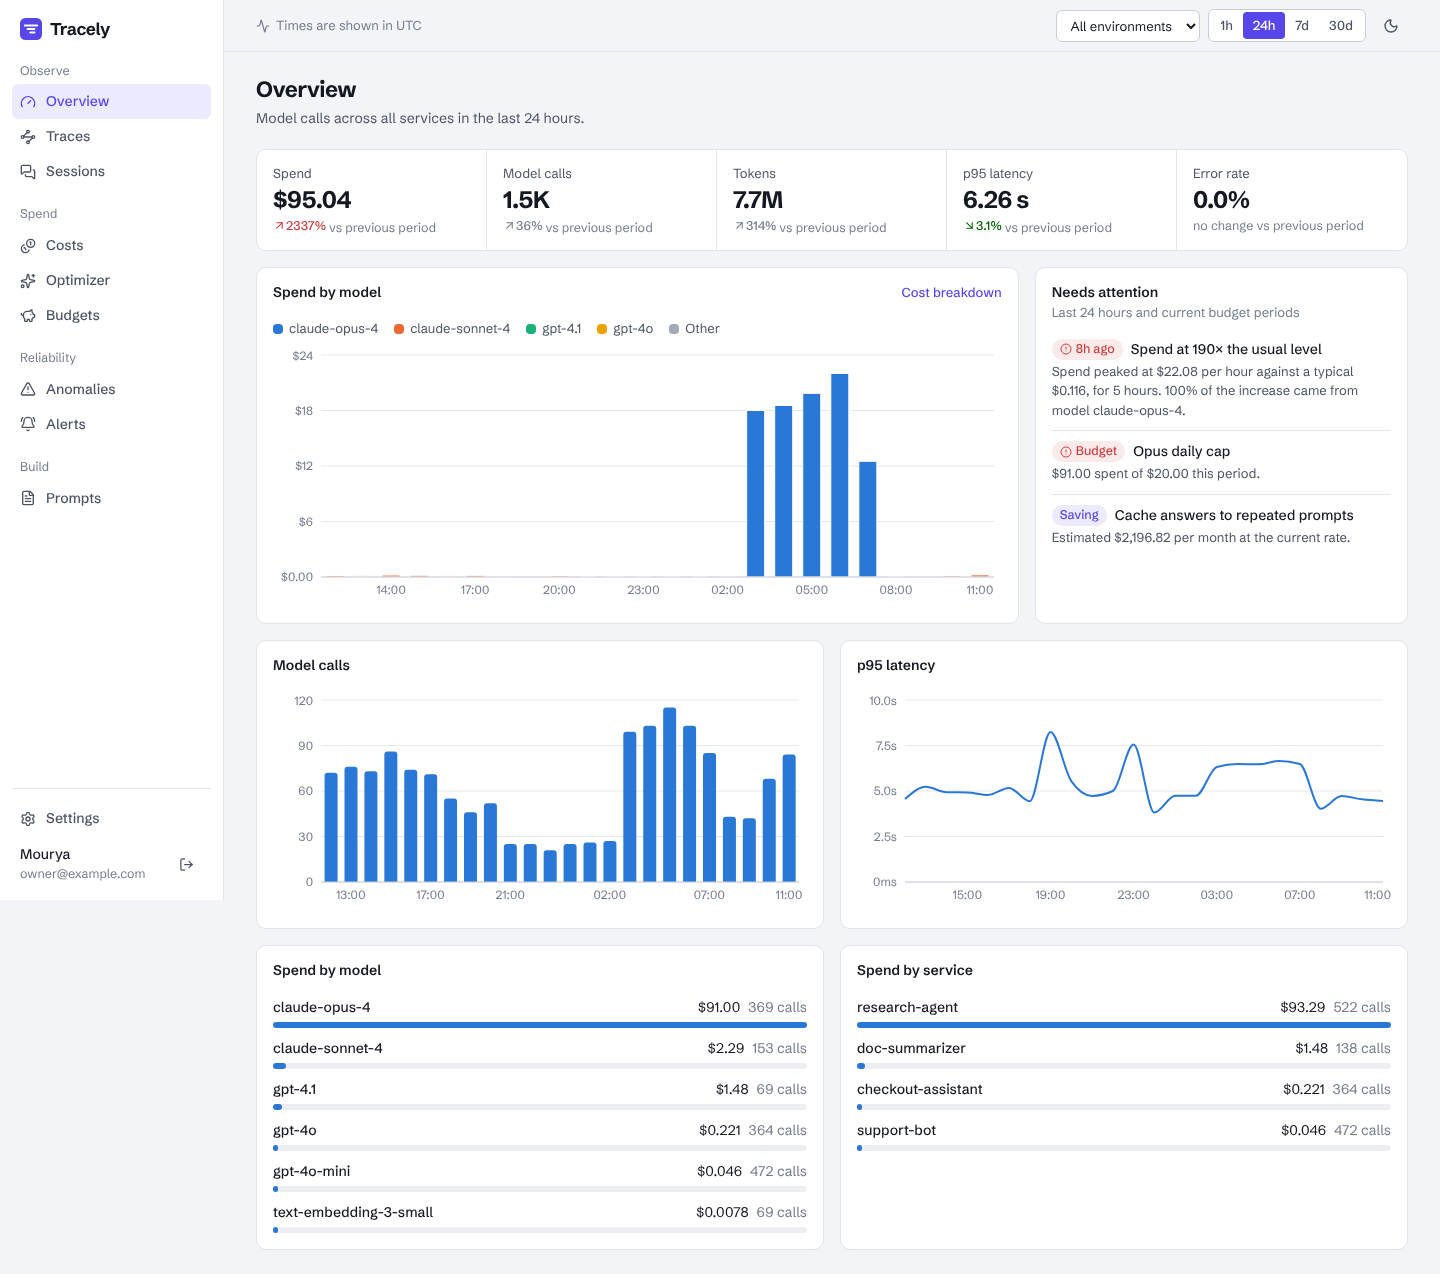 Tracely
Observe
Overview
Traces
Sessions
Spend
Costs
Optimizer
Budgets
Reliability
Anomalies
Alerts
Build
Prompts
Settings
Mourya
owner@example.com
Times are shown in UTC
All environments
1h 24h 7d 30d
Overview
Model calls across all services in the last 24 hours.
Spend
$95.04
2337% vs previous period
Model calls
1.5K
36% vs previous period
Tokens
7.7M
314% vs previous period
p95 latency
6.26 s
3.1% vs previous period
Error rate
0.0%
no change vs previous period
Spend by model
Cost breakdown
claude-opus-4 claude-sonnet-4 gpt-4.1 gpt-4o Other
$24
$18
$12
$6
$0.00
14:00 17:00 20:00 23:00 02:00 05:00 08:00 11:00
Needs attention
Last 24 hours and current budget periods
8h ago Spend at 190× the usual level
Spend peaked at $22.08 per hour against a typical
$0.116, for 5 hours. 100% of the increase came from
model claude-opus-4.
Budget Opus daily cap
$91.00 spent of $20.00 this period.
Saving Cache answers to repeated prompts
Estimated $2,196.82 per month at the current rate.
Model calls
120
90
60
30
0
13:00 17:00 21:00 02:00 07:00 11:00
p95 latency
10.0s
7.5s
5.0s
2.5s
0ms
15:00 19:00 23:00 03:00 07:00 11:00
Spend by model
claude-opus-4 $91.00 369 calls
claude-sonnet-4 $2.29 153 calls
gpt-4.1 $1.48 69 calls
gpt-4o $0.221 364 calls
gpt-4o-mini $0.046 472 calls
text-embedding-3-small $0.0078 69 calls
Spend by service
research-agent $93.29 522 calls
doc-summarizer $1.48 138 calls
checkout-assistant $0.221 364 calls
support-bot $0.046 472 calls